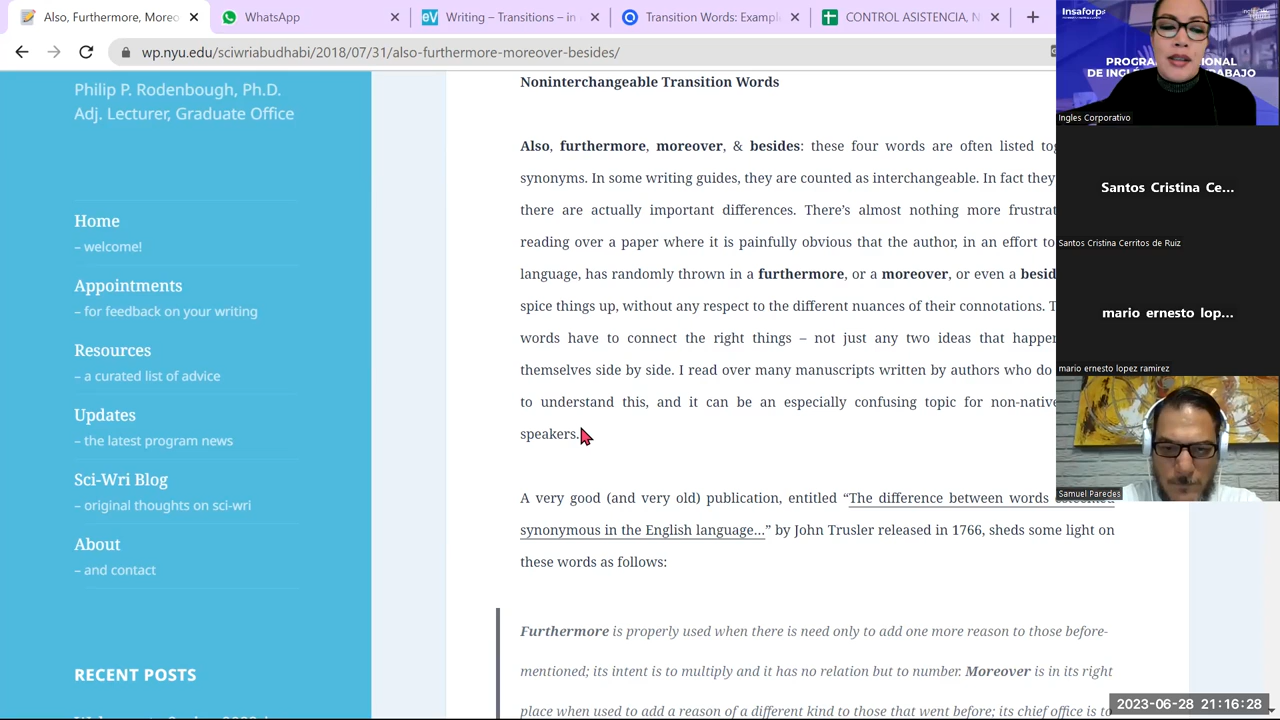 Also, Furthermore, Moreo
WhatsApp
Writing – Transitions – in
Transition Words: Exampl
CONTROL ASISTENCIA, N
wp.nyu.edu/sciwriabudhabi/2018/07/31/also-furthermore-moreover-besides/
Philip P. Rodenbough, Ph.D.
Adj. Lecturer, Graduate Office
Home
– welcome!
Appointments
– for feedback on your writing
Resources
– a curated list of advice
Updates
– the latest program news
Sci-Wri Blog
– original thoughts on sci-wri
About
– and contact
RECENT POSTS
Noninterchangeable Transition Words
Also, furthermore, moreover, & besides: these four words are often listed tog
synonyms. In some writing guides, they are counted as interchangeable. In fact they
there are actually important differences. There's almost nothing more frustrat
reading over a paper where it is painfully obvious that the author, in an effort to
language, has randomly thrown in a furthermore, or a moreover, or even a besid
spice things up, without any respect to the different nuances of their connotations. T
words have to connect the right things – not just any two ideas that happen
themselves side by side. I read over many manuscripts written by authors who do
to understand this, and it can be an especially confusing topic for non-native
speakers.
A very good (and very old) publication, entitled “The difference between words esteemed
synonymous in the English language...” by John Trusler released in 1766, sheds some light on
these words as follows:
Furthermore is properly used when there is need only to add one more reason to those before-
mentioned; its intent is to multiply and it has no relation but to number. Moreover is in its right
place when used to add a reason of a different kind to those that went before; its chief office is to
Insaforp
Ingles Corporativo
Santos Cristina Ce...
Santos Cristina Cerritos de Ruiz
mario ernesto lop...
mario ernesto lopez ramirez
Samuel Paredes
2023-06-28 21:16:28